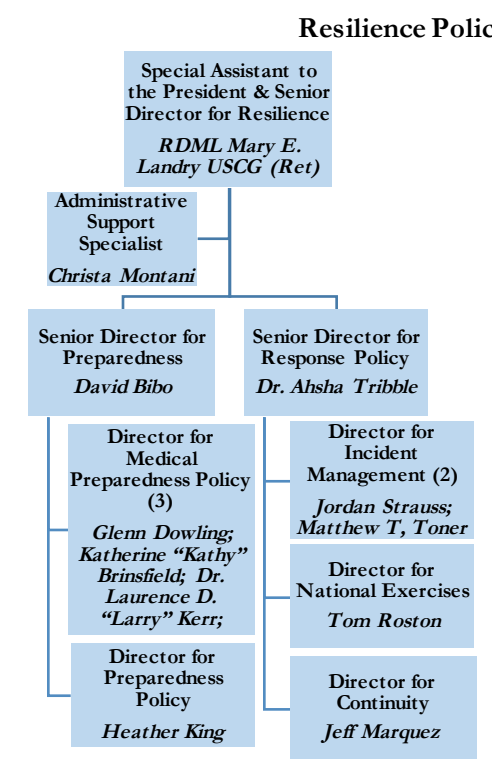 Resilience Polic
Special Assistant to
the President & Senior
Director for Resilience
RDML Mary E.
Landry USCG (Ret)
Administrative
Support
Specialist
Christa Montani
Senior Director for
Preparedness
David Bibo
Senior Director for
Response Policy
Dr. Ahsha Tribble
Director for
Medical
Preparedness Policy
(3)
Glenn Dowling;
Katherine “Kathy”
Brinsfield; Dr.
Laurence D.
“Larry” Kerr;
Director for
Preparedness
Policy
Heather King
Director for
Incident
Management (2)
Jordan Strauss;
Matthew T, Toner
Director for
National Exercises
Tom Roston
Director for
Continuity
Jeff Marquez